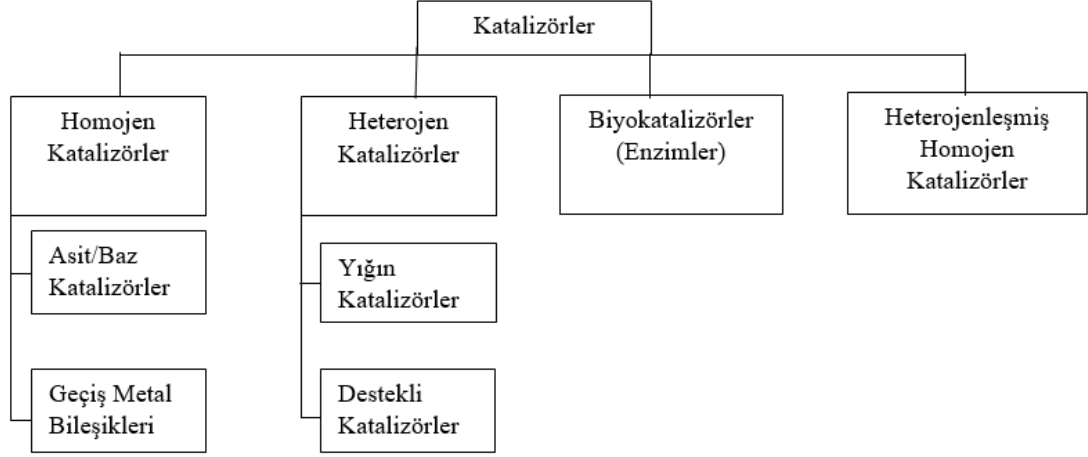 Katalizörler
Homojen
Katalizörler
Heterojen
Katalizörler
Biyokatalizörler
(Enzimler)
Heterojenleşmiş
Homojen
Katalizörler
Asit/Baz
Katalizörler
Yığın
Katalizörler
Geçiş Metal
Bileşikleri
Destekli
Katalizörler